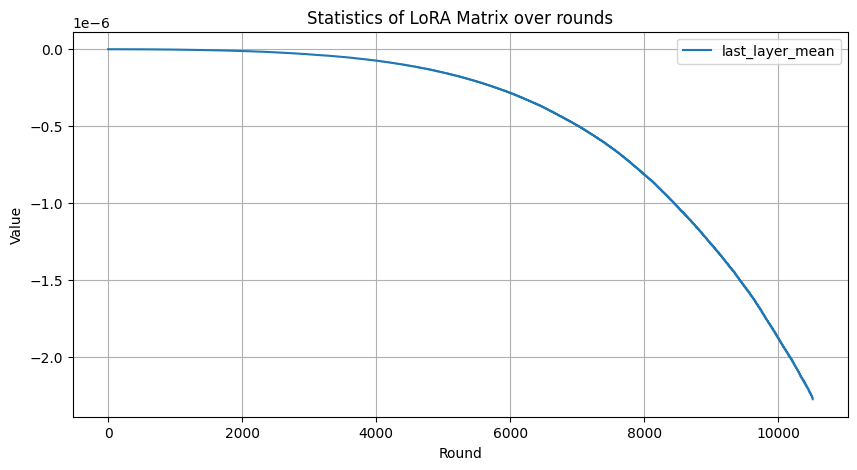 Statistics of LoRA Matrix over rounds
1e−6
last_layer_mean
0.0
−0.5
−1.0
−1.5
−2.0
Value
0 2000 4000 6000 8000 10000
Round